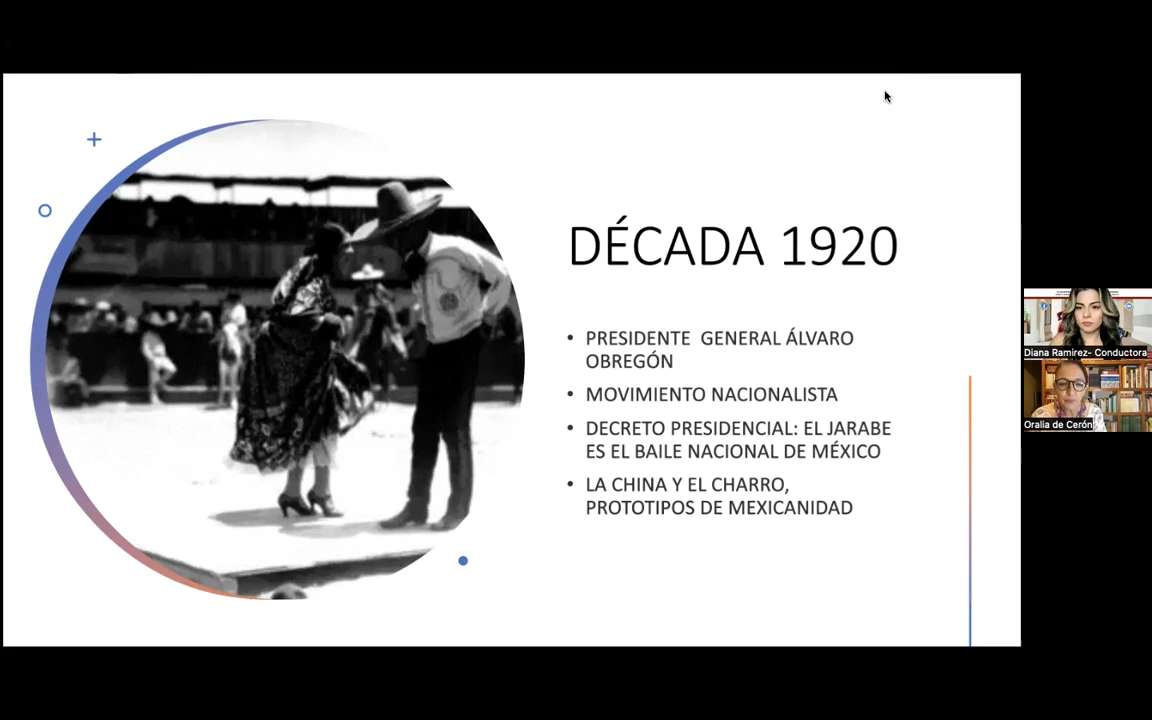 DÉCADA 1920
• PRESIDENTE GENERAL ÁLVARO
OBREGÓN
• MOVIMIENTO NACIONALISTA
• DECRETO PRESIDENCIAL: EL JARABE
ES EL BAILE NACIONAL DE MÉXICO
• LA CHINA Y EL CHARRO,
PROTOTIPOS DE MEXICANIDAD
Diana Ramirez- Conductora
Oralia de Cerón